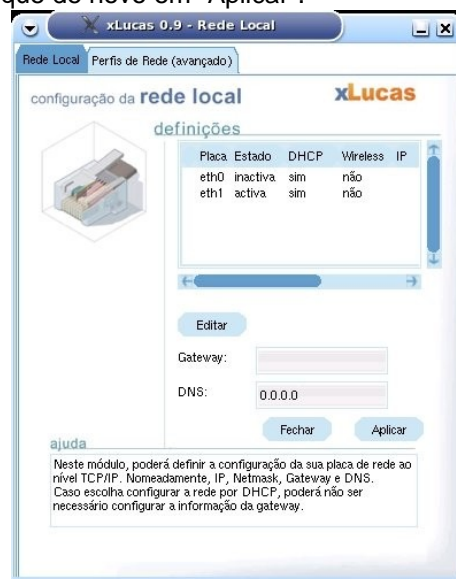 que de novo em "Aplicar".
xLucas 0.9 - Rede Local
Rede Local Perfis de Rede (avançado)
configuração da rede local xLucas
definições
Placa Estado DHCP Wireless IP
eth0 inactiva sim não
eth1 activa sim não
Editar
Gateway:
DNS: 0.0.0.0
Fechar Aplicar
ajuda
Neste módulo, poderá definir a configuração da sua placa de rede ao
nível TCP/IP. Nomeadamente, IP, Netmask, Gateway e DNS.
Caso escolha configurar a rede por DHCP, poderá não ser
necessário configurar a informação da gateway.